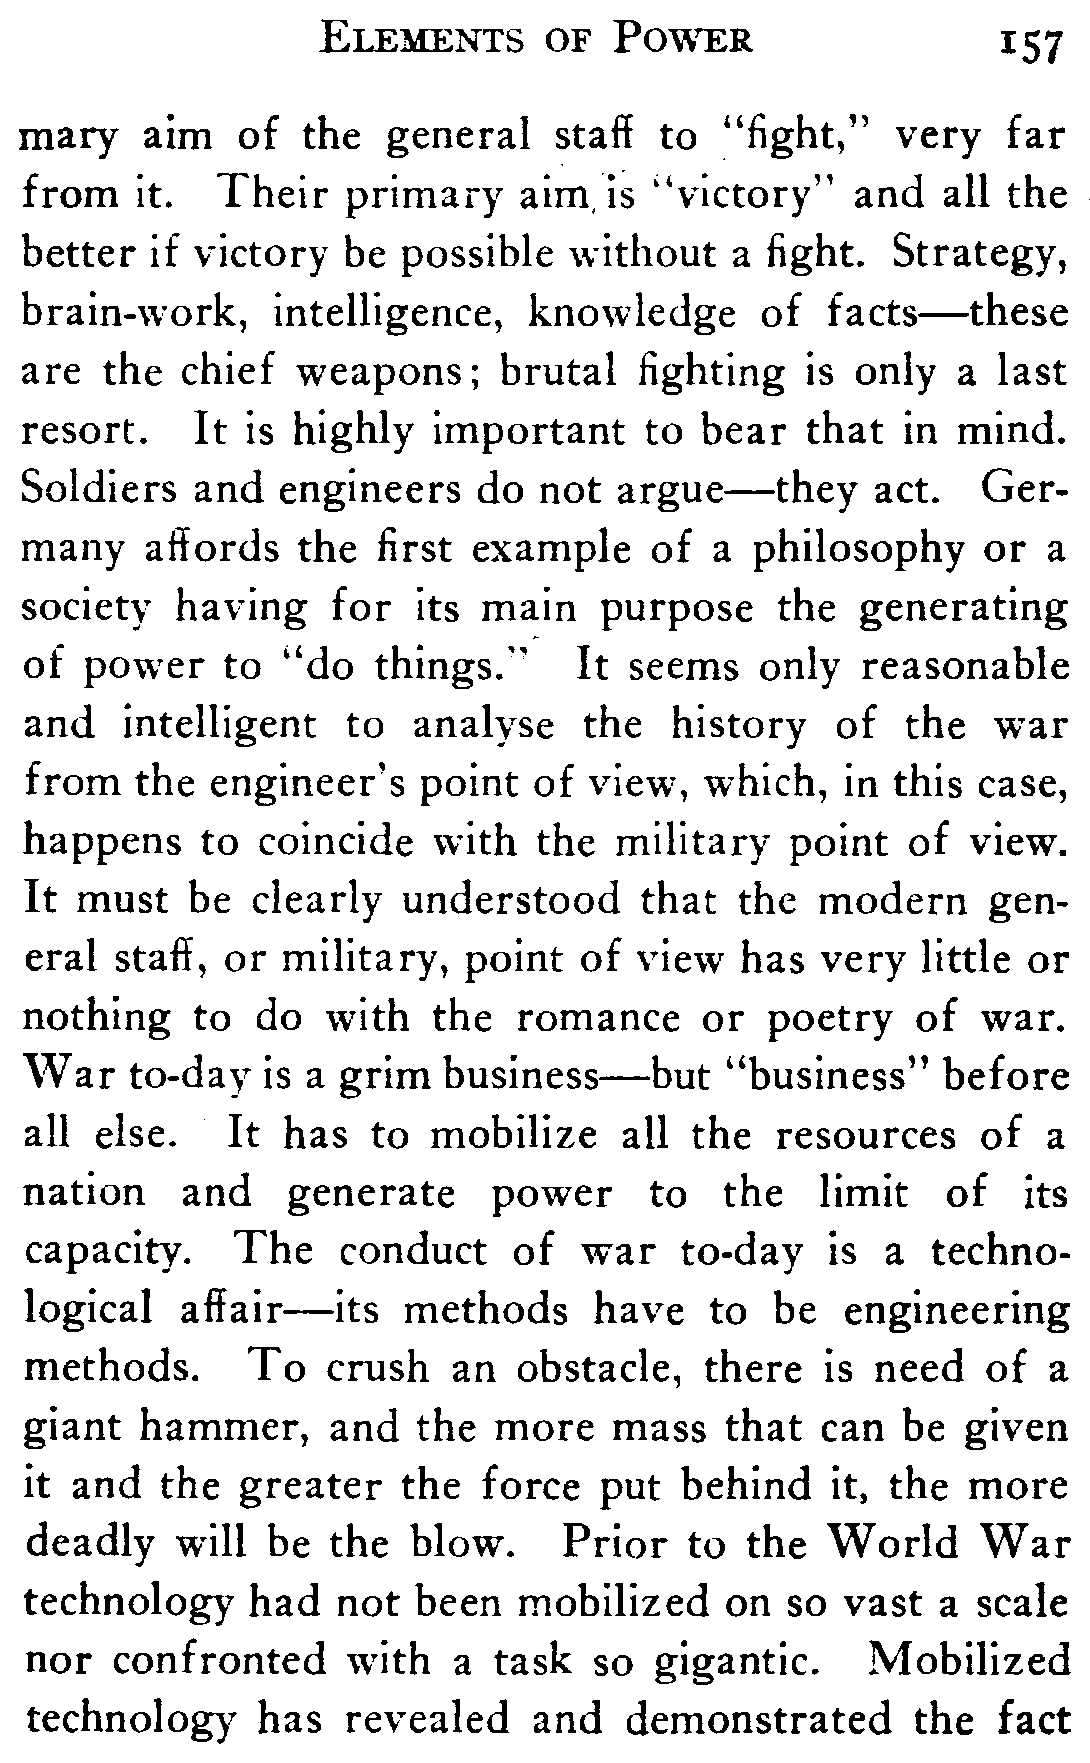 ELEMENTS OF POWER 157
mary aim of the general staff to “fight,” very far
from it. Their primary aim is “victory” and all the
better if victory be possible without a fight. Strategy,
brain-work, intelligence, knowledge of facts—these
are the chief weapons; brutal fighting is only a last
resort. It is highly important to bear that in mind.
Soldiers and engineers do not argue—they act. Ger-
many affords the first example of a philosophy or a
society having for its main purpose the generating
of power to “do things.” It seems only reasonable
and intelligent to analyse the history of the war
from the engineer's point of view, which, in this case,
happens to coincide with the military point of view.
It must be clearly understood that the modern gen-
eral staff, or military, point of view has very little or
nothing to do with the romance or poetry of war.
War to-day is a grim business—but “business” before
all else. It has to mobilize all the resources of a
nation and generate power to the limit of its
capacity. The conduct of war to-day is a techno-
logical affair—its methods have to be engineering
methods. To crush an obstacle, there is need of a
giant hammer, and the more mass that can be given
it and the greater the force put behind it, the more
deadly will be the blow. Prior to the World War
technology had not been mobilized on so vast a scale
nor confronted with a task so gigantic. Mobilized
technology has revealed and demonstrated the fact